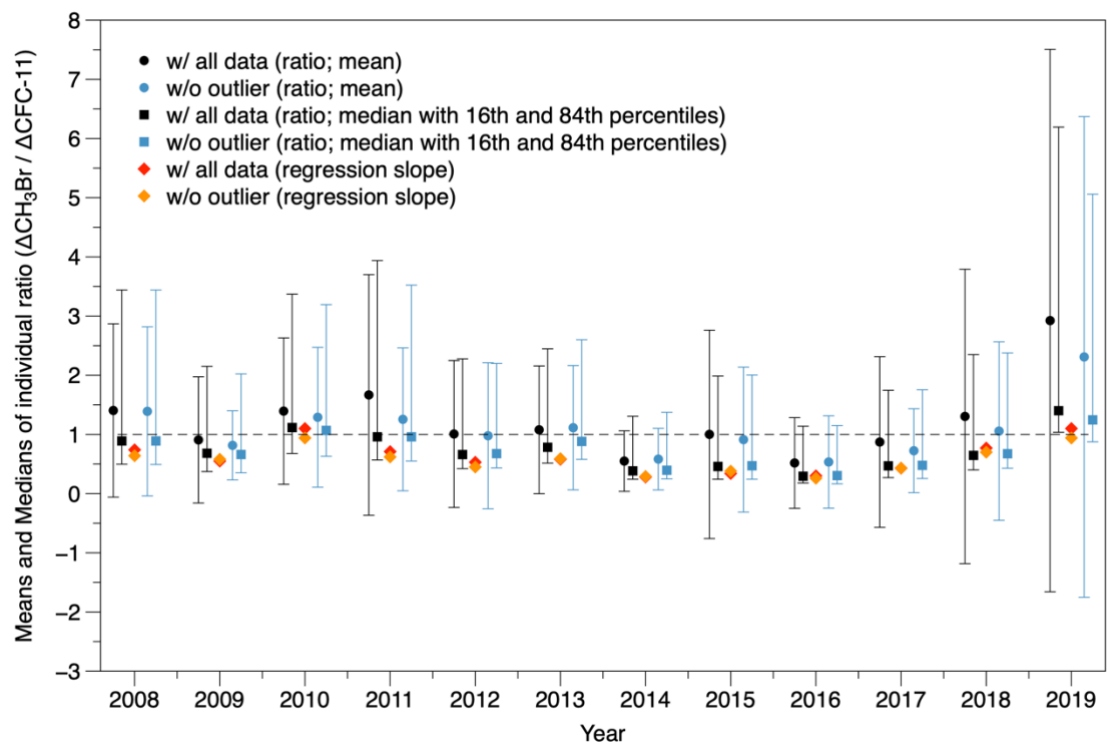 Means and Medians of individual ratio (ΔCH₃Br / ΔCFC-11)
8
7
6
5
4
3
2
1
0
−1
−2
−3
w/ all data (ratio; mean)
w/o outlier (ratio; mean)
w/ all data (ratio; median with 16th and 84th percentiles)
w/o outlier (ratio; median with 16th and 84th percentiles)
w/ all data (regression slope)
w/o outlier (regression slope)
2008 2009 2010 2011 2012 2013 2014 2015 2016 2017 2018 2019
Year